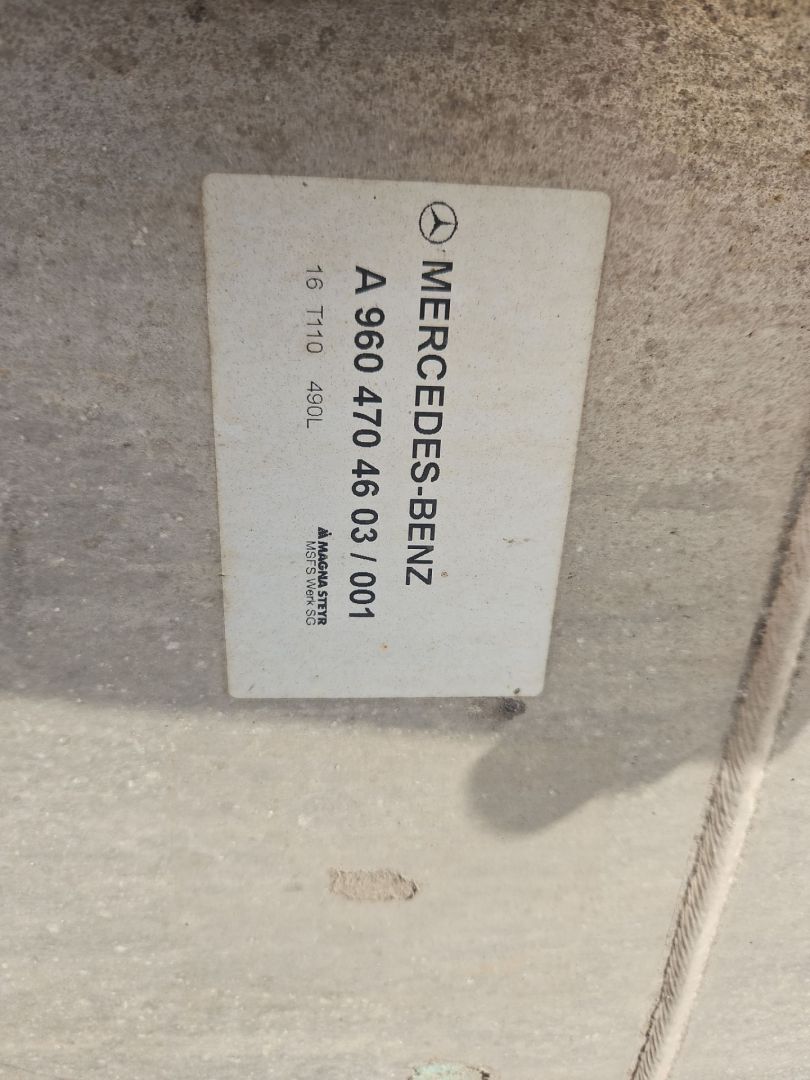 MERCEDES-BENZ
A 960 470 46 03 / 001
16 T110 490L
MAGNA STEYR
MSFS Werk SG